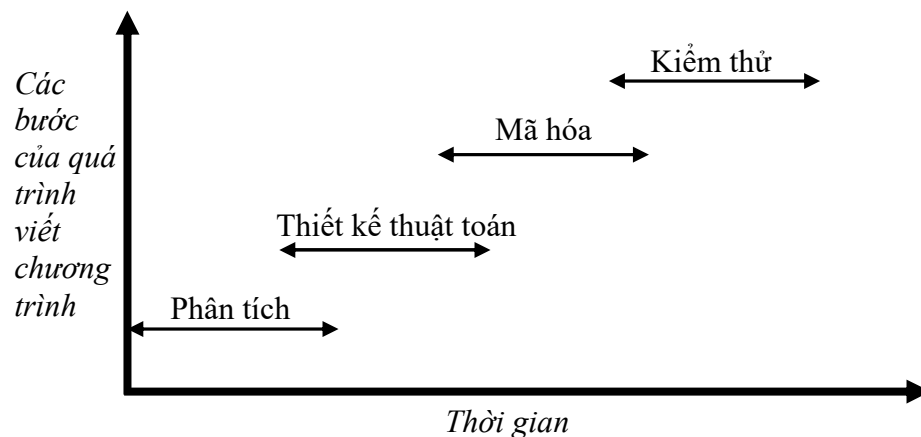 Kiểm thử
Các
bước
của quá
trình
viết
chương
trình
Mã hóa
Thiết kế thuật toán
Phân tích
Thời gian